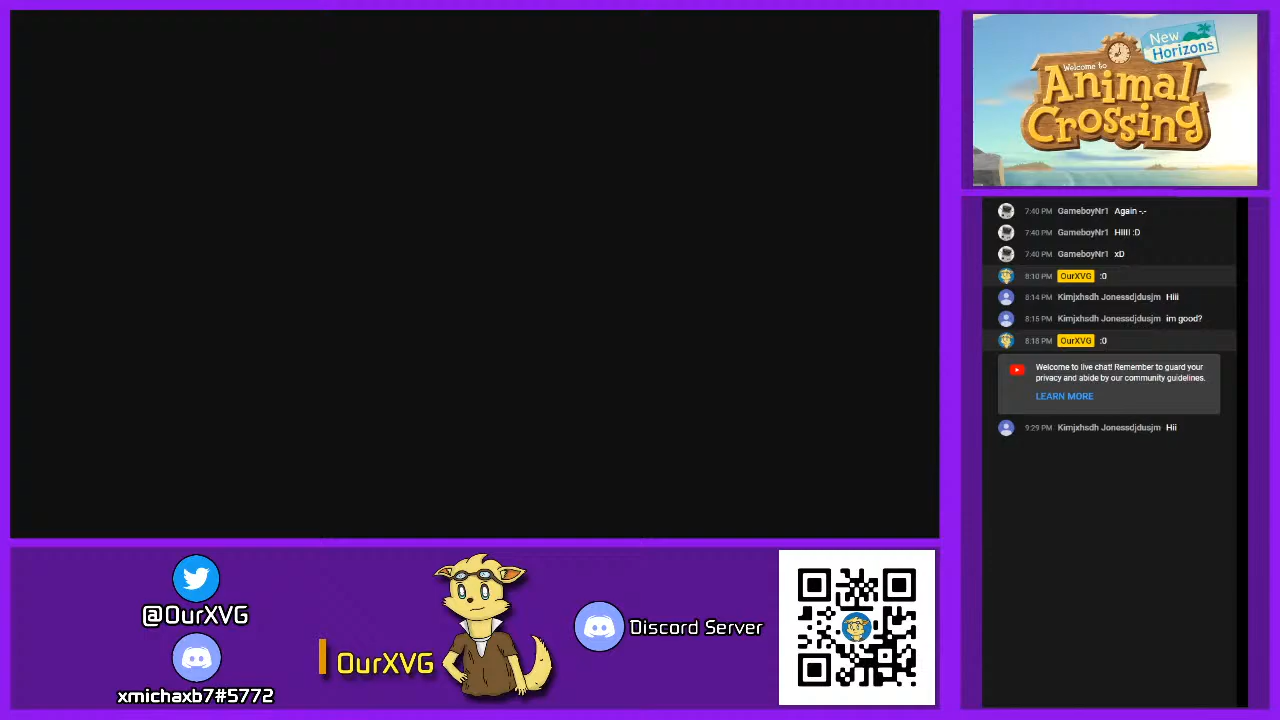 New
Horizons
Welcome to
Animal
Crossing
7:40 PM GameboyNr1 Again -.-
7:40 PM GameboyNr1 HIIII :D
7:40 PM GameboyNr1 xD
8:10 PM OurXVG :0
8:14 PM Kimjxhsdh Jonessdjdusjm Hiii
8:15 PM Kimjxhsdh Jonessdjdusjm im good?
8:18 PM OurXVG :0
Welcome to live chat! Remember to guard your
privacy and abide by our community guidelines.
LEARN MORE
9:29 PM Kimjxhsdh Jonessdjdusjm Hii
@OurXVG
xmichaxb7#5772
OurXVG
Discord Server